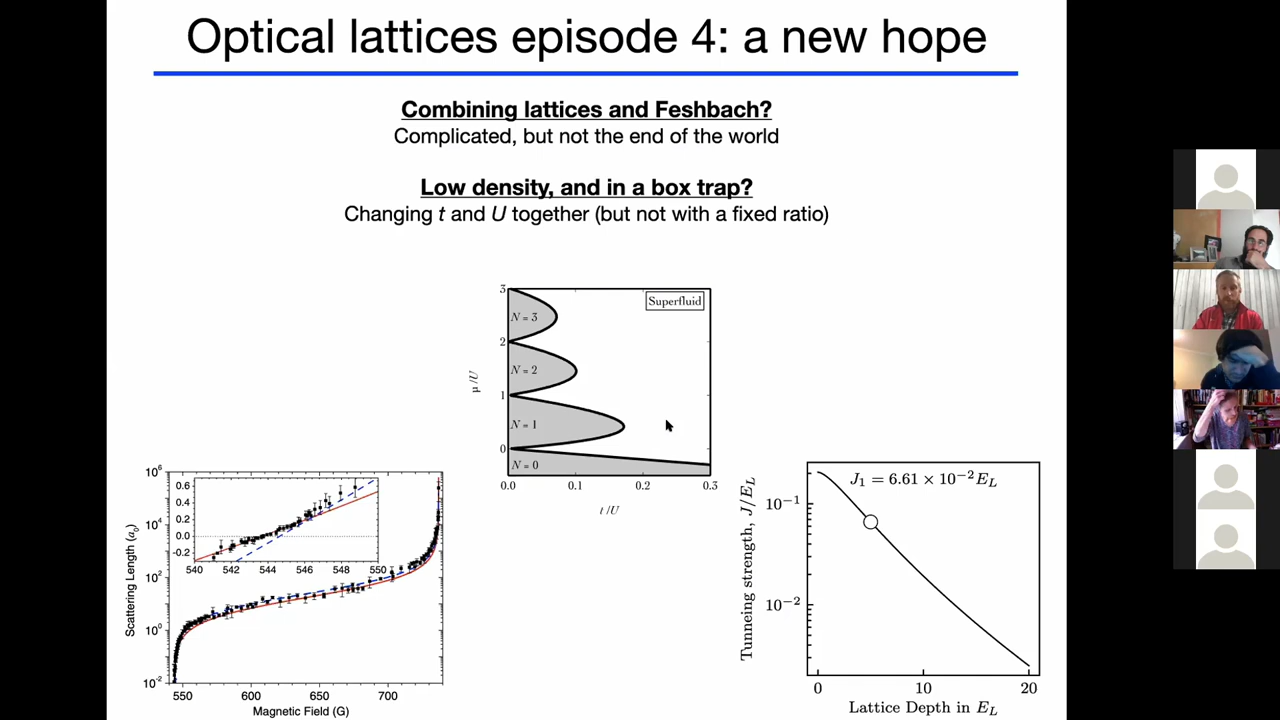 Optical lattices episode 4: a new hope
Combining lattices and Feshbach?
Complicated, but not the end of the world
Low density, and in a box trap?
Changing t and U together (but not with a fixed ratio)
3
2
1
0
μ/U
Superfluid
N = 3
N = 2
N = 1
N = 0
0.0 0.1 0.2 0.3
t/U
Scattering Length (a₀)
10⁶
10⁴
10²
10⁰
10⁻²
0.6
0.4
0.2
0.0
-0.2
540 542 544 546 548 550
550 600 650 700
Magnetic Field (G)
Tunneing strength, J/E_L
J₁ = 6.61 × 10⁻² E_L
10⁻¹
10⁻²
0 10 20
Lattice Depth in E_L